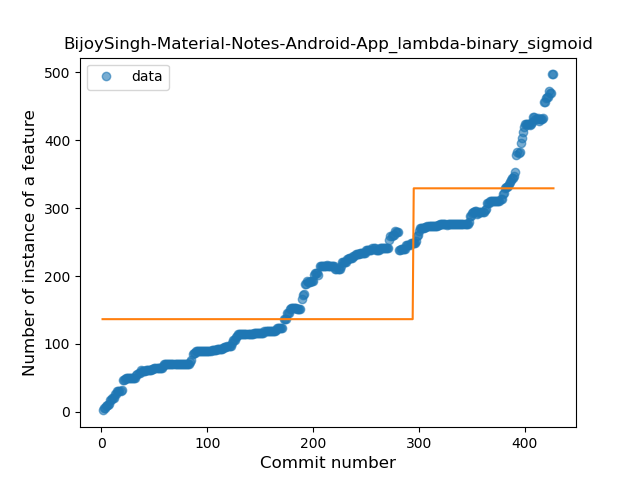 BijoySingh-Material-Notes-Android-App_lambda-binary_sigmoid
data
Number of instance of a feature
500
400
300
200
100
0
0 100 200 300 400
Commit number